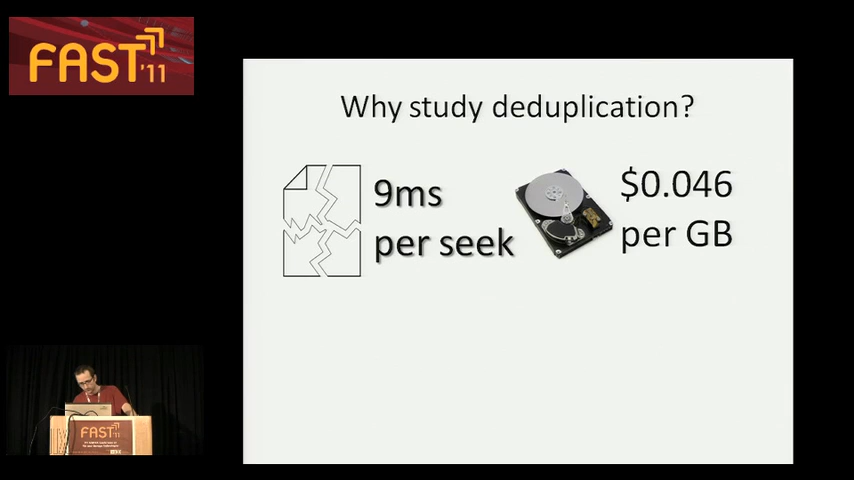 FAST '11
Why study deduplication?
9ms
per seek
$0.046
per GB
FAST '11